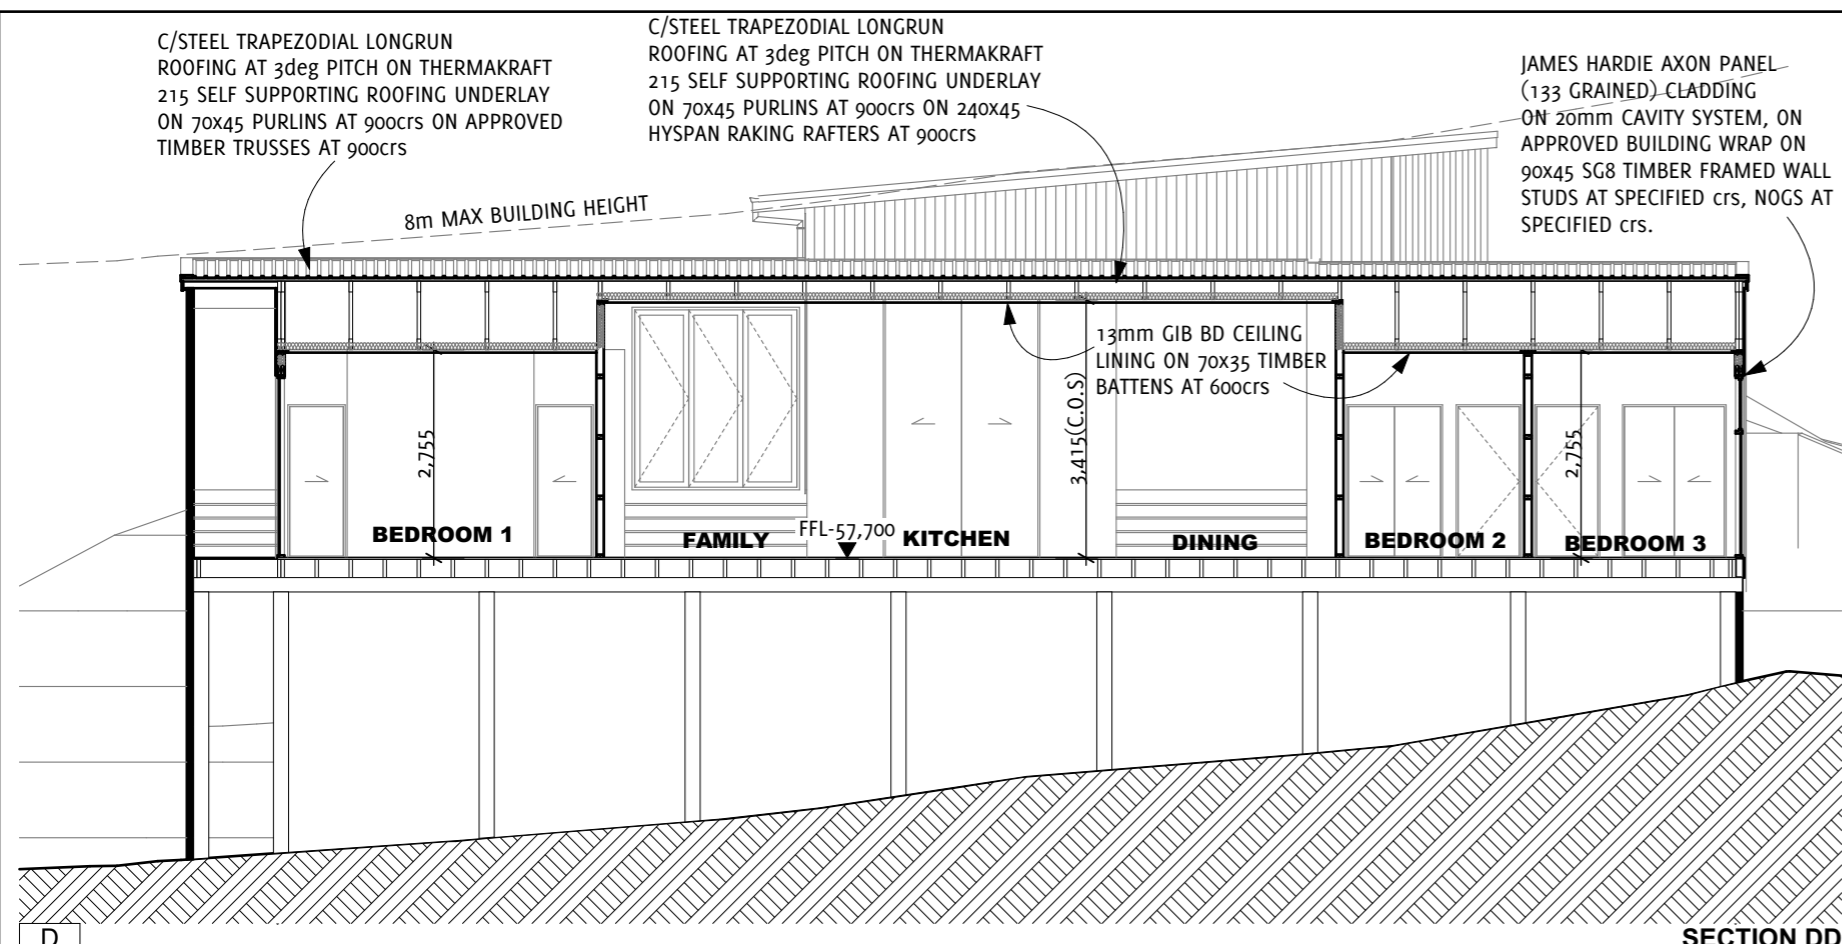 C/STEEL TRAPEZODIAL LONGRUN
ROOFING AT 3deg PITCH ON THERMAKRAFT
215 SELF SUPPORTING ROOFING UNDERLAY
ON 70x45 PURLINS AT 900crs ON APPROVED
TIMBER TRUSSES AT 900crs
C/STEEL TRAPEZODIAL LONGRUN
ROOFING AT 3deg PITCH ON THERMAKRAFT
215 SELF SUPPORTING ROOFING UNDERLAY
ON 70x45 PURLINS AT 900crs ON 240x45
HYSPAN RAKING RAFTERS AT 900crs
JAMES HARDIE AXON PANEL
(133 GRAINED) CLADDING
ON 20mm CAVITY SYSTEM, ON
APPROVED BUILDING WRAP ON
90x45 SG8 TIMBER FRAMED WALL
STUDS AT SPECIFIED crs, NOGS AT
SPECIFIED crs.
8m MAX BUILDING HEIGHT
13mm GIB BD CEILING
LINING ON 70x35 TIMBER
BATTENS AT 600crs
2,755
3,415(C.O.S)
2,755
BEDROOM 1
FAMILY
FFL-57,700
KITCHEN
DINING
BEDROOM 2
BEDROOM 3
D
SECTION DD